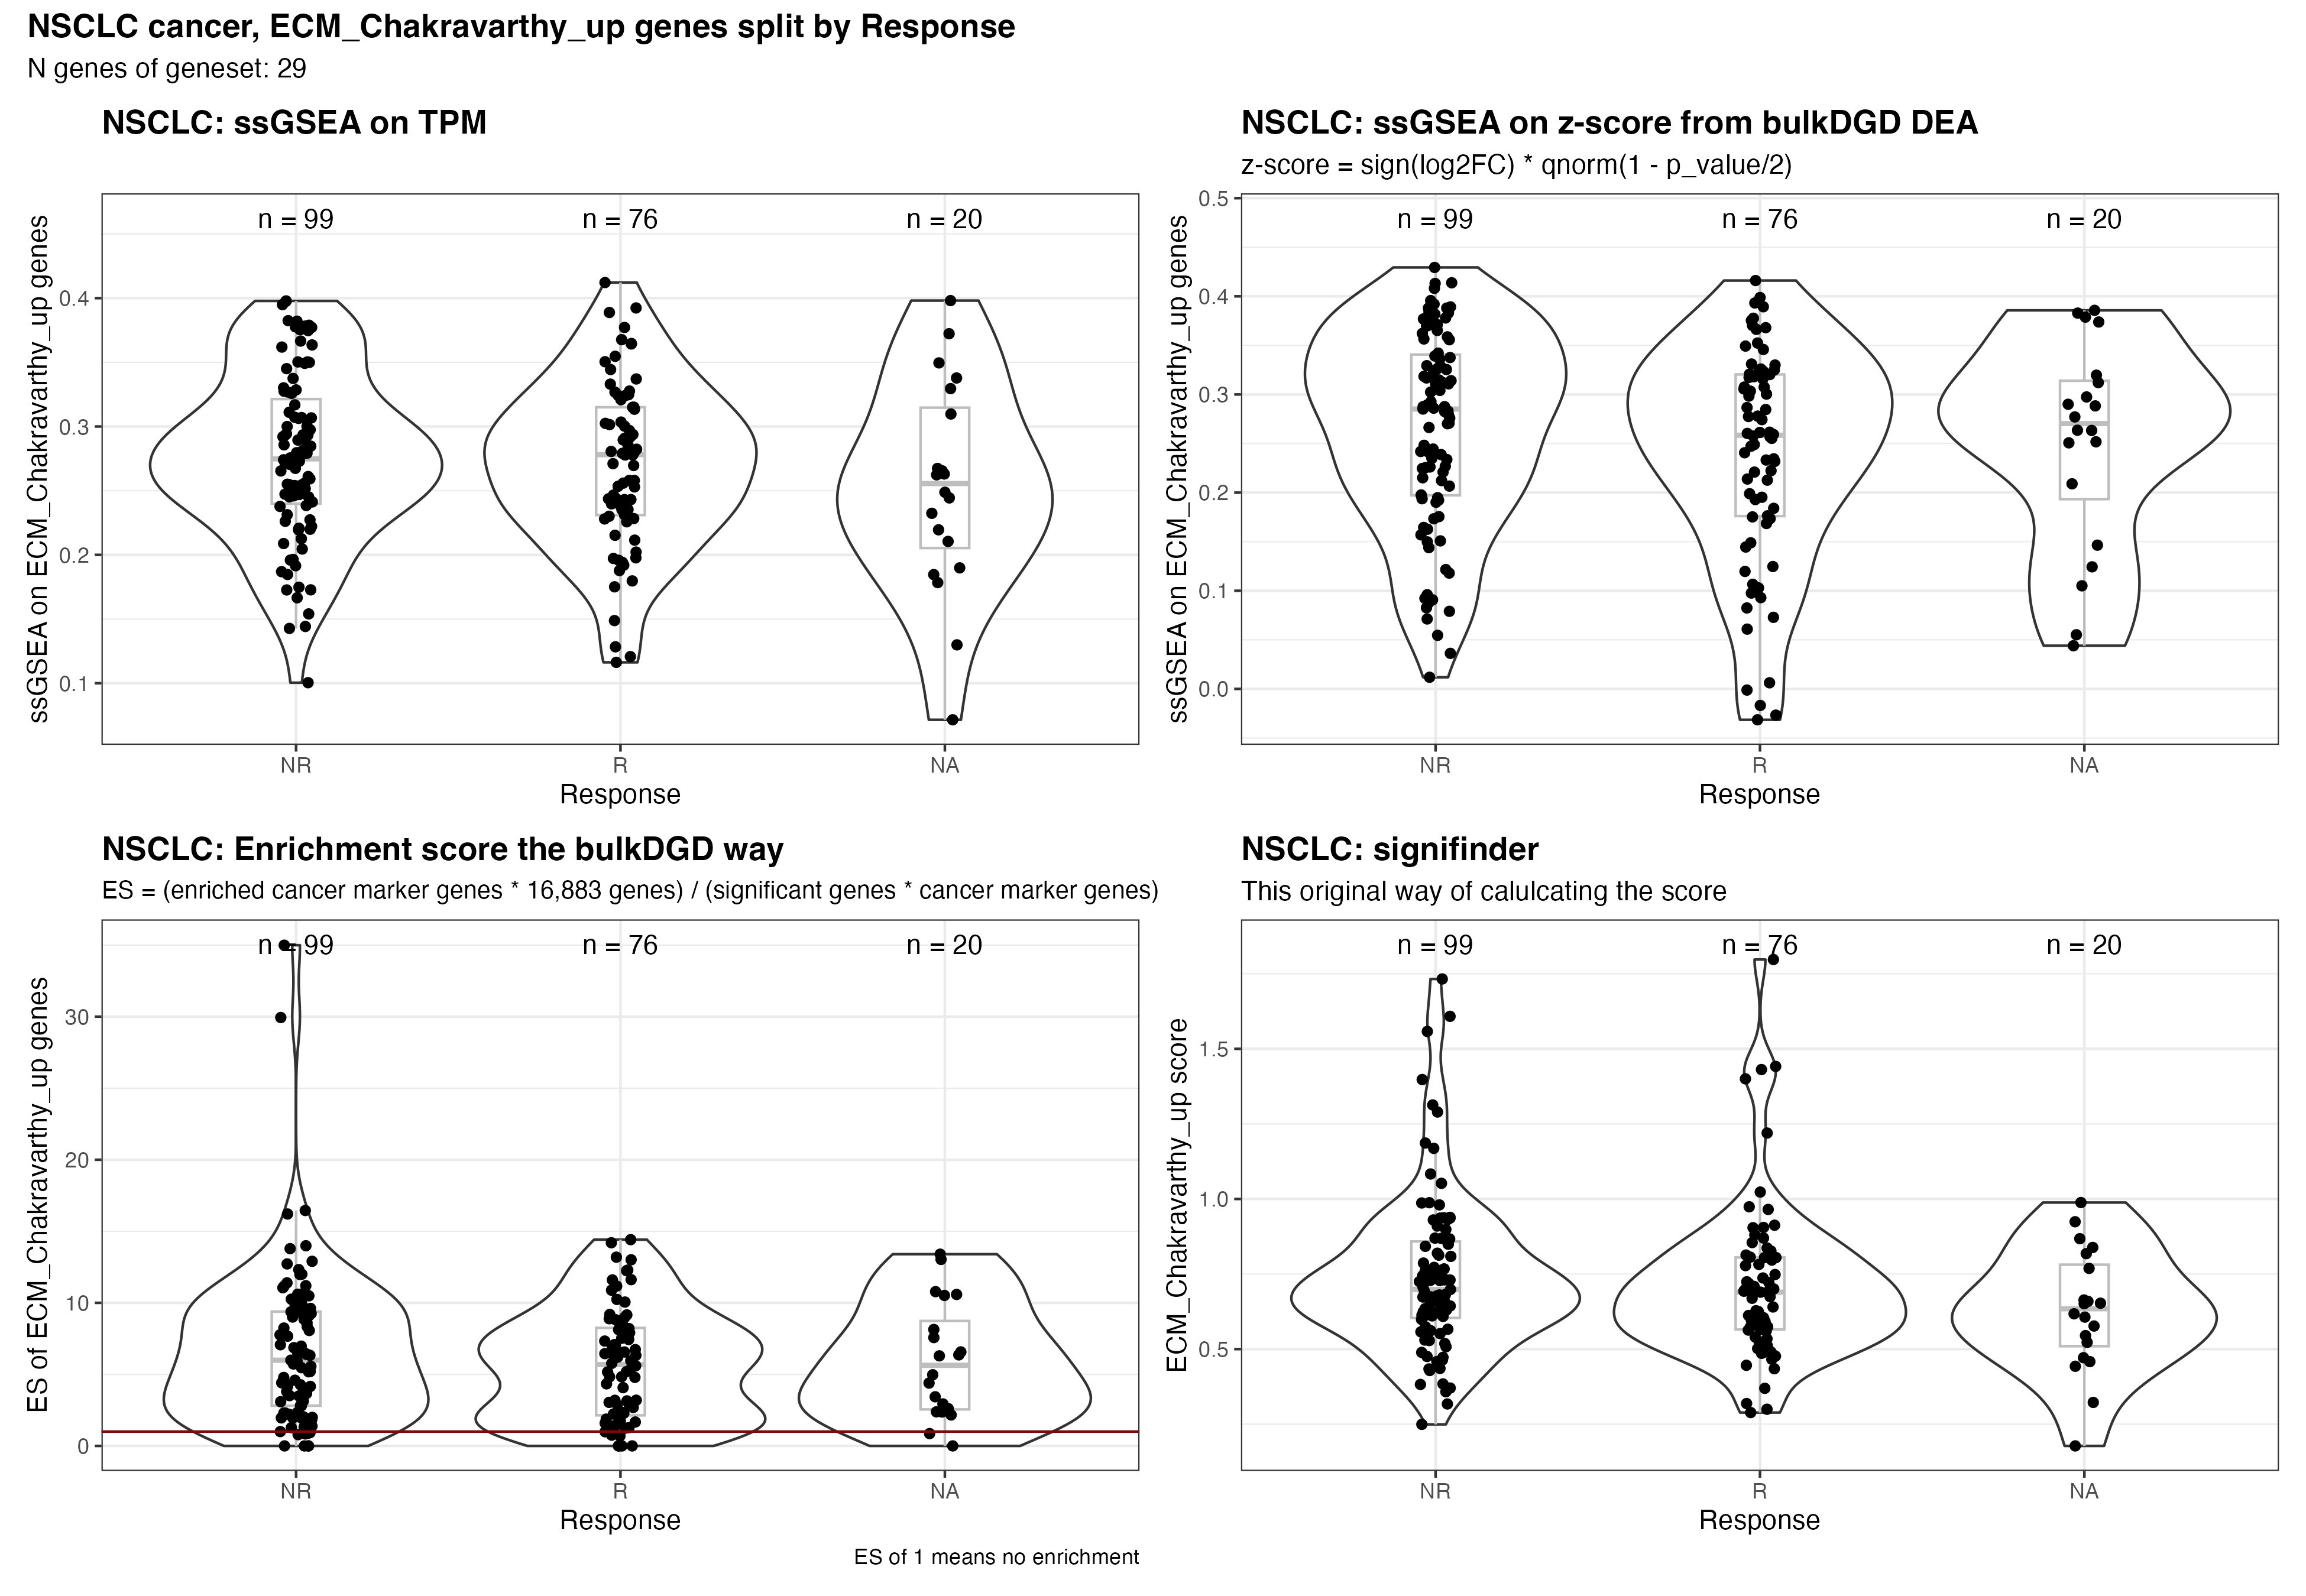 NSCLC cancer, ECM_Chakravarthy_up genes split by Response
N genes of geneset: 29
NSCLC: ssGSEA on TPM
ssGSEA on ECM_Chakravarthy_up genes
n = 99
n = 76
n = 20
0.4
0.3
0.2
0.1
NR
R
NA
Response
NSCLC: ssGSEA on z-score from bulkDGD DEA
z-score = sign(log2FC) * qnorm(1 - p_value/2)
ssGSEA on ECM_Chakravarthy_up genes
n = 99
n = 76
n = 20
0.5
0.4
0.3
0.2
0.1
0.0
NR
R
NA
Response
NSCLC: Enrichment score the bulkDGD way
ES = (enriched cancer marker genes * 16,883 genes) / (significant genes * cancer marker genes)
ES of ECM_Chakravarthy_up genes
n = 99
n = 76
n = 20
30
20
10
0
NR
R
NA
Response
ES of 1 means no enrichment
NSCLC: signifinder
This original way of calulcating the score
ECM_Chakravarthy_up score
n = 99
n = 76
n = 20
1.5
1.0
0.5
NR
R
NA
Response